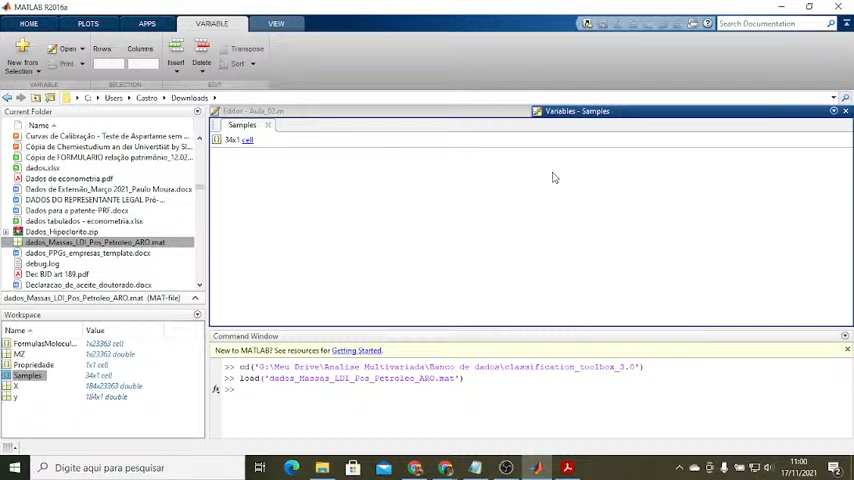 MATLAB R2016a
HOME PLOTS APPS VARIABLE VIEW
Search Documentation
New from
Selection
Open
Print
Rows: Columns:
Insert
Delete
Transpose
Sort
VARIABLE SELECTION EDIT
C: Users Castro Downloads
Current Folder
Name
Curvas de Calibração - Teste de Aspartame sem ...
Cópia de Chemiestudium an der Universtät by Sl...
Cópia de FORMULÁRIO relação patrimônio_12.02...
dados.xlsx
Dados de econometria.pdf
Dados de Extensão_Março 2021_Paulo Moura.docx
DADOS DO REPRESENTANTE LEGAL Pró-...
Dados para a patente-PRF.docx
dados tabulados - econometria.xlsx
Dados_Hipoclorito.zip
dados_Massas_LDI_Pos_Petroleo_ARO.mat
dados_PPGs_empresas_template.docx
debug.log
Dec BJD art 189.pdf
Declaracao_de_aceite_doutorado.docx
dados_Massas_LDI_Pos_Petroleo_ARO.mat (MAT-file)
Workspace
Name Value
FormulasMolecul... 1x23363 cell
MZ 1x23363 double
Propriedade 1x1 cell
Samples 34x1 cell
X 184x23363 double
y 184x1 double
Editor - Aula_02.m
Variables - Samples
Samples
34x1 cell
Command Window
New to MATLAB? See resources for Getting Started.
>> cd('G:\Meu Drive\Analise Multivariada\Banco de dados\classification_toolbox_3.0')
>> load('dados_Massas_LDI_Pos_Petroleo_ARO.mat')
fx >>
Digite aqui para pesquisar
11:00
17/11/2021
2